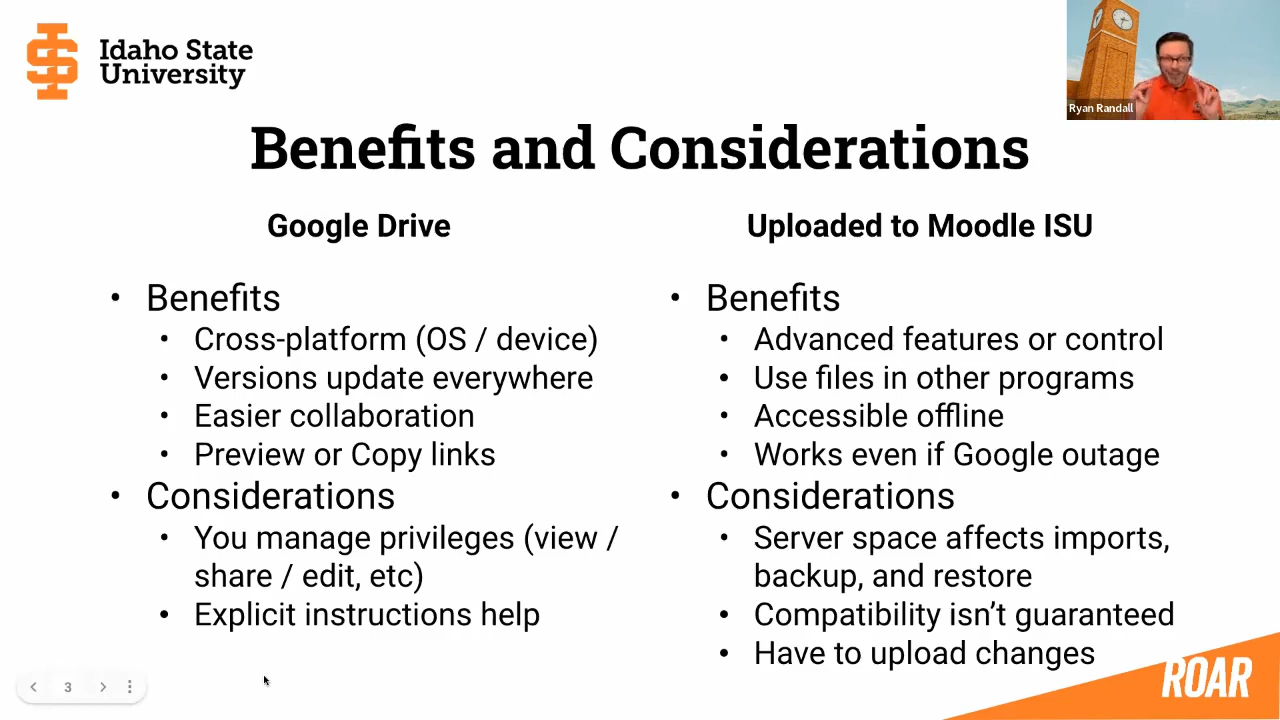 Idaho State
University
Ryan Randall
Benefits and Considerations
Google Drive
• Benefits
• Cross-platform (OS / device)
• Versions update everywhere
• Easier collaboration
• Preview or Copy links
• Considerations
• You manage privileges (view /
share / edit, etc)
• Explicit instructions help
Uploaded to Moodle ISU
• Benefits
• Advanced features or control
• Use files in other programs
• Accessible offline
• Works even if Google outage
• Considerations
• Server space affects imports,
backup, and restore
• Compatibility isn’t guaranteed
• Have to upload changes
3
ROAR